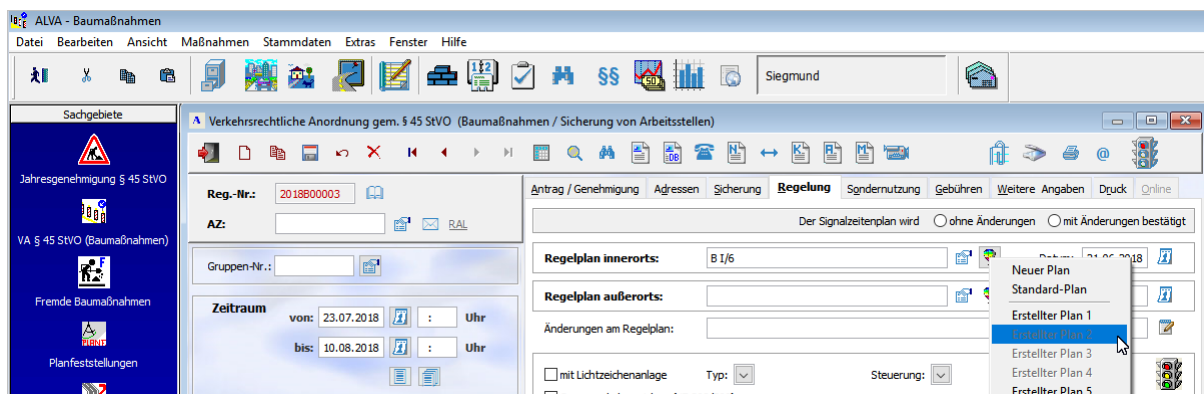 ALVA - Baumaßnahmen
Datei Bearbeiten Ansicht Maßnahmen Stammdaten Extras Fenster Hilfe
§§ Siegmund
Sachgebiete
Jahresgenehmigung § 45 StVO
VA § 45 StVO (Baumaßnahmen)
Fremde Baumaßnahmen
Planfeststellungen
Verkehrsrechtliche Anordnung gem. § 45 StVO (Baumaßnahmen / Sicherung von Arbeitsstellen)
Reg.-Nr.: 2018B00003
AZ: RAL
Gruppen-Nr.:
Zeitraum
von: 23.07.2018 : Uhr
bis: 10.08.2018 : Uhr
Antrag / Genehmigung Adressen Sicherung Regelung Sondernutzung Gebühren Weitere Angaben Druck Online
Der Signalzeitenplan wird ohne Änderungen mit Änderungen bestätigt
Regelplan innerorts: B I/6
Regelplan außerorts:
Änderungen am Regelplan:
mit Lichtzeichenanlage Typ: Steuerung:
Neuer Plan
Standard-Plan
Erstellter Plan 1
Erstellter Plan 2
Erstellter Plan 3
Erstellter Plan 4
Erstellter Plan 5